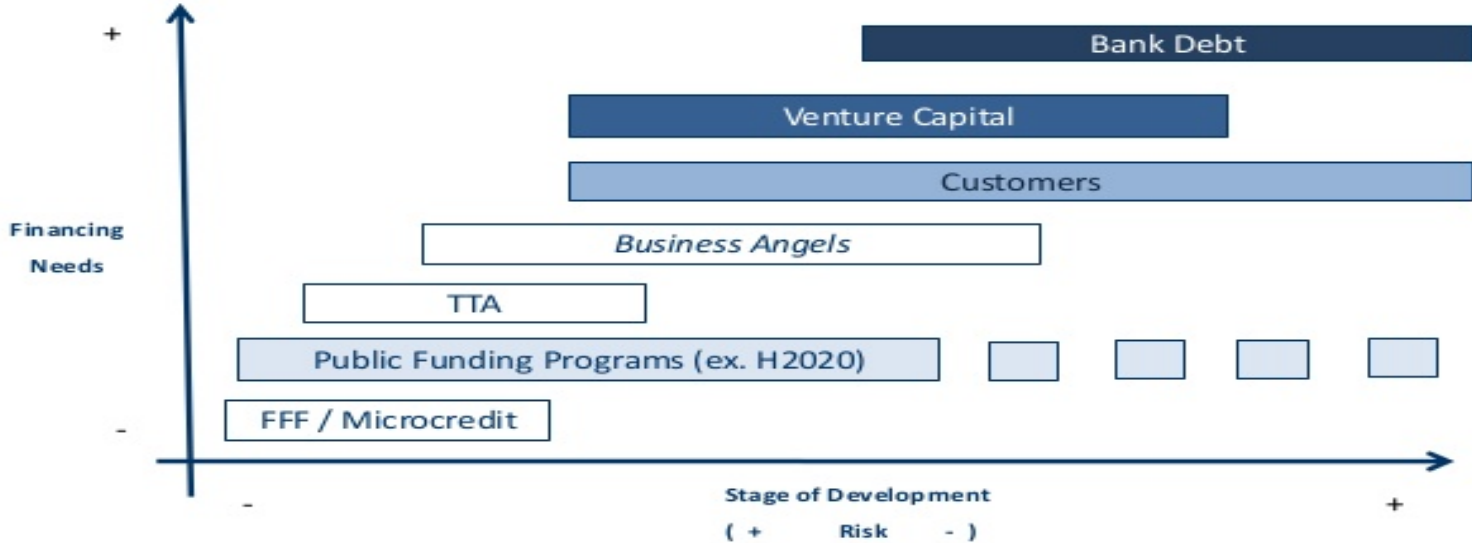 +
Bank Debt
Venture Capital
Customers
Financing
Needs
Business Angels
TTA
Public Funding Programs (ex. H2020)
FFF / Microcredit
-
-
Stage of Development
+
( + Risk - )